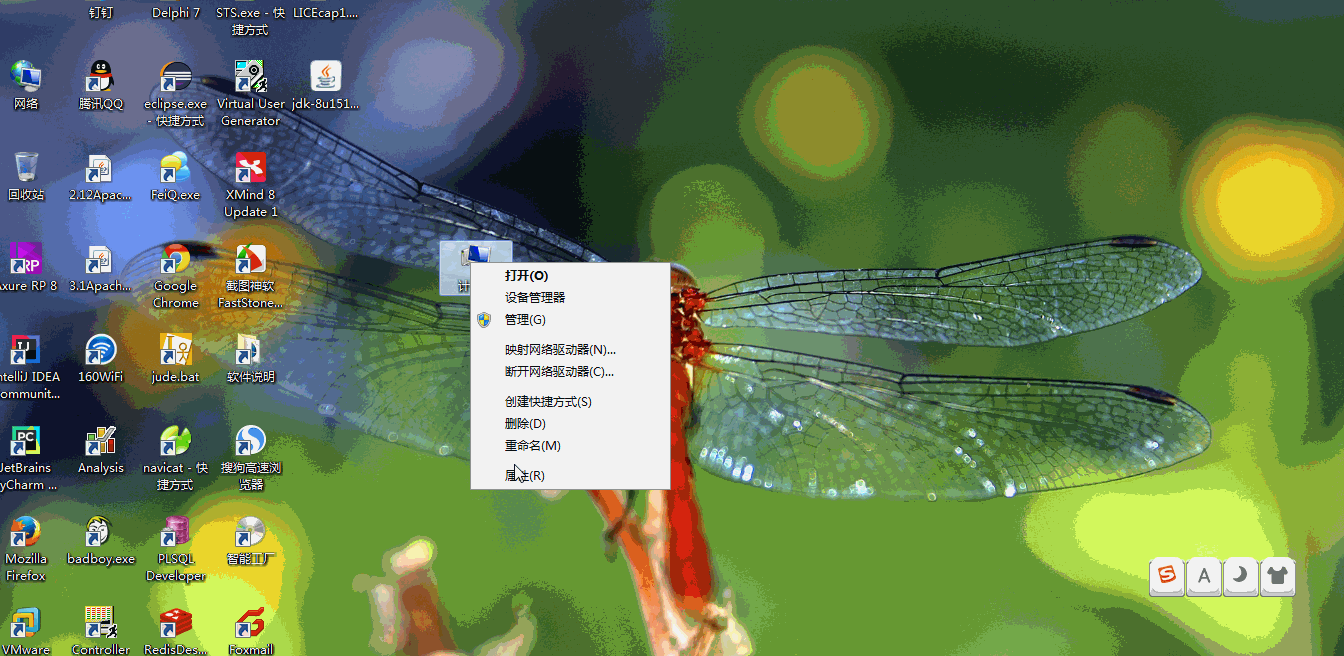 钉钉
Delphi 7
STS.exe - 快
捷方式
LICEcap1....
网络
腾讯QQ
eclipse.exe
- 快捷方式
Virtual User
Generator
jdk-8u151...
回收站
2.12Apac...
FeiQ.exe
XMind 8
Update 1
xure RP 8
3.1Apach...
Google
Chrome
截图神软
FastStone...
ntelliJ IDEA
ommunit...
160WiFi
jude.bat
软件说明
JetBrains
yCharm ...
Analysis
navicat - 快
捷方式
搜狗高速浏
览器
Mozilla
Firefox
badboy.exe
PLSQL
Developer
智能工厂
VMware
Controller
RedisDes...
Foxmail
计
打开(O)
设备管理器
管理(G)
映射网络驱动器(N)...
断开网络驱动器(C)...
创建快捷方式(S)
删除(D)
重命名(M)
属性(R)
A